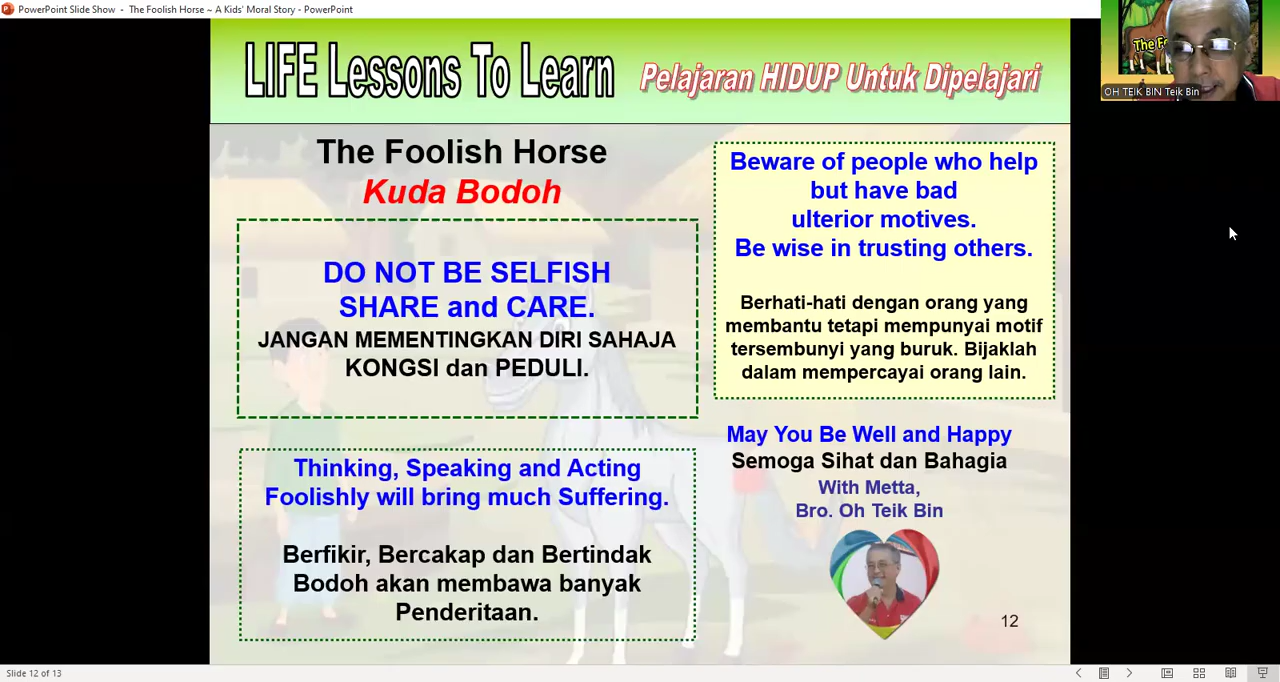 PowerPoint Slide Show - The Foolish Horse ~ A Kids' Moral Story - PowerPoint
OH TEIK BIN Teik Bin
LIFE Lessons To Learn
Pelajaran HIDUP Untuk Dipelajari
The Foolish Horse
Kuda Bodoh
DO NOT BE SELFISH
SHARE and CARE.
JANGAN MEMENTINGKAN DIRI SAHAJA
KONGSI dan PEDULI.
Thinking, Speaking and Acting
Foolishly will bring much Suffering.
Berfikir, Bercakap dan Bertindak
Bodoh akan membawa banyak
Penderitaan.
Beware of people who help
but have bad
ulterior motives.
Be wise in trusting others.
Berhati-hati dengan orang yang
membantu tetapi mempunyai motif
tersembunyi yang buruk. Bijaklah
dalam mempercayai orang lain.
May You Be Well and Happy
Semoga Sihat dan Bahagia
With Metta,
Bro. Oh Teik Bin
12
Slide 12 of 13